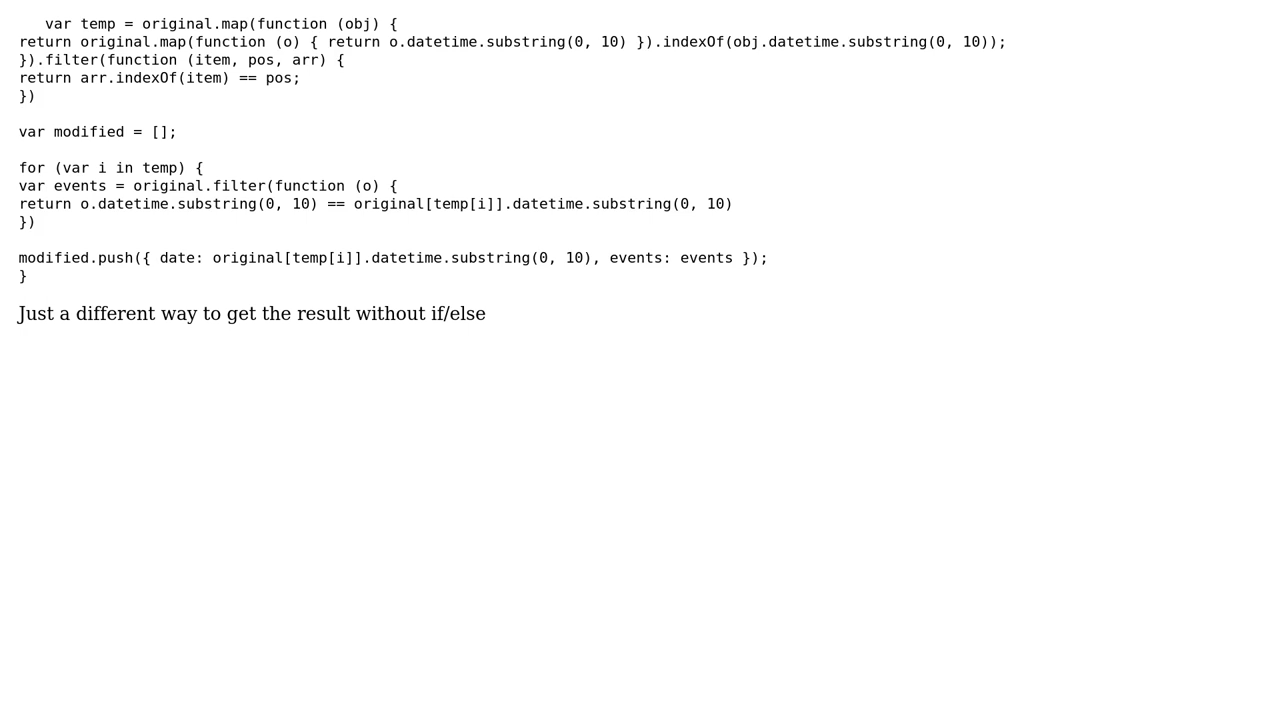 var temp = original.map(function (obj) {
return original.map(function (o) { return o.datetime.substring(0, 10) }).indexOf(obj.datetime.substring(0, 10));
}).filter(function (item, pos, arr) {
return arr.indexOf(item) == pos;
})

var modified = [];

for (var i in temp) {
var events = original.filter(function (o) {
return o.datetime.substring(0, 10) == original[temp[i]].datetime.substring(0, 10)
})

modified.push({ date: original[temp[i]].datetime.substring(0, 10), events: events });
}

Just a different way to get the result without if/else